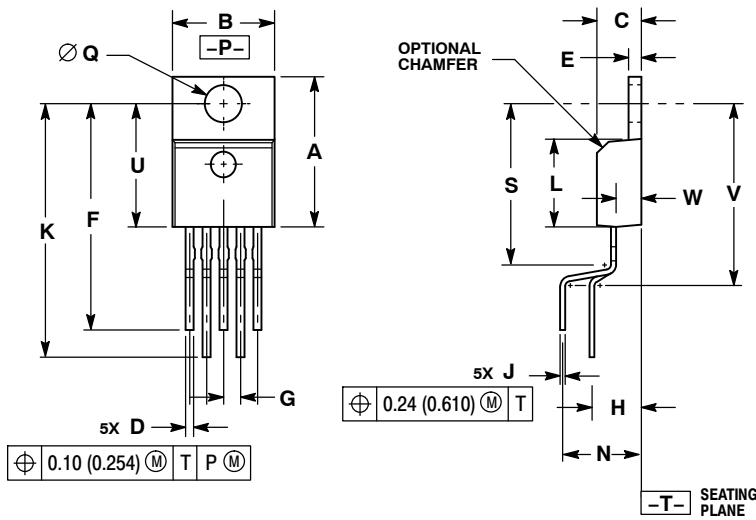 B
–P–
Ø Q
U
F
K
A
G
5X D
⌖ 0.10 (0.254) Ⓜ T P Ⓜ
OPTIONAL
CHAMFER
C
E
S
L
W
V
5X J
⌖ 0.24 (0.610) Ⓜ T
H
N
–T– SEATING
PLANE